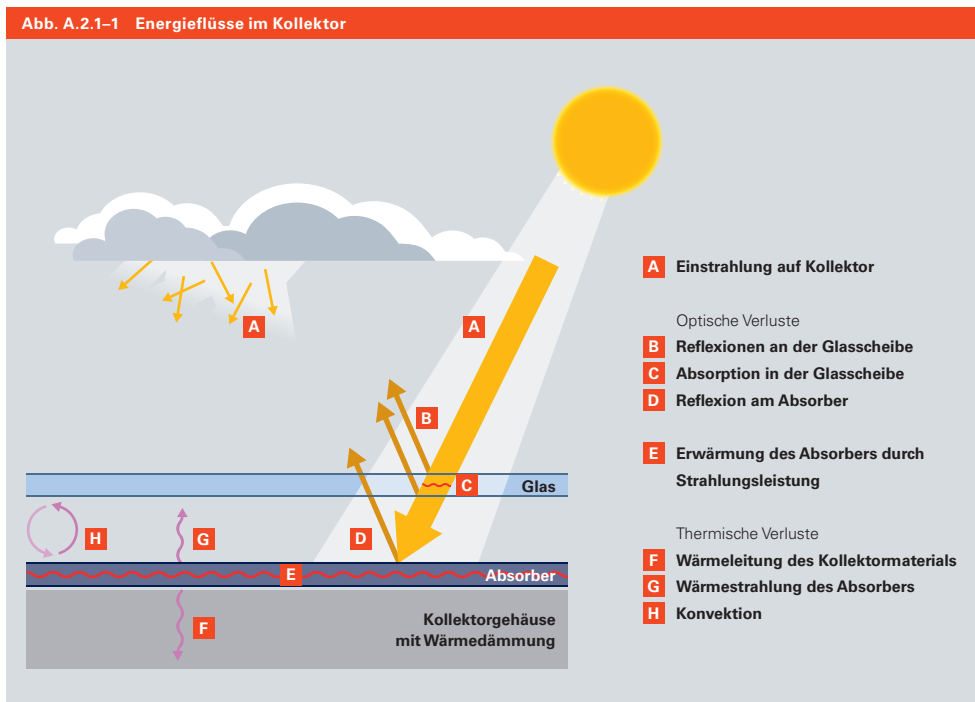 Abb. A.2.1–1 Energieflüsse im Kollektor
A
A
B
C
Glas
D
H
G
E
Absorber
F
Kollektorgehäuse
mit Wärmedämmung
A Einstrahlung auf Kollektor
Optische Verluste
B Reflexionen an der Glasscheibe
C Absorption in der Glasscheibe
D Reflexion am Absorber
E Erwärmung des Absorbers durch
Strahlungsleistung
Thermische Verluste
F Wärmeleitung des Kollektormaterials
G Wärmestrahlung des Absorbers
H Konvektion